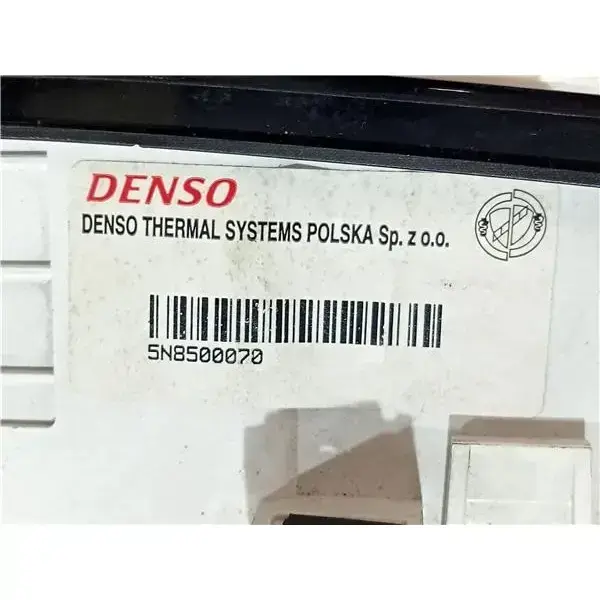 DENSO
DENSO THERMAL SYSTEMS POLSKA Sp. z o.o.
5N8500070